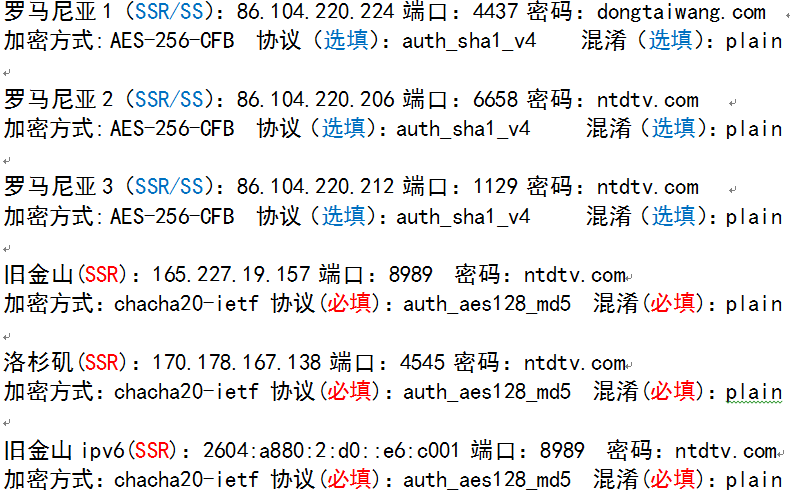 罗马尼亚1（SSR/SS）：86.104.220.224 端口：4437 密码：dongtaiwang.com
加密方式：AES-256-CFB 协议（选填）：auth_sha1_v4 混淆（选填）：plain
罗马尼亚2（SSR/SS）：86.104.220.206 端口：6658 密码：ntdtv.com
加密方式：AES-256-CFB 协议（选填）：auth_sha1_v4 混淆（选填）：plain
罗马尼亚3（SSR/SS）：86.104.220.212 端口：1129 密码：ntdtv.com
加密方式：AES-256-CFB 协议（选填）：auth_sha1_v4 混淆（选填）：plain
旧金山(SSR)：165.227.19.157 端口：8989 密码：ntdtv.com
加密方式：chacha20-ietf 协议(必填)：auth_aes128_md5 混淆(必填)：plain
洛杉矶(SSR)：170.178.167.138 端口：4545 密码：ntdtv.com
加密方式：chacha20-ietf 协议(必填)：auth_aes128_md5 混淆(必填)：plain
旧金山 ipv6(SSR)：2604:a880:2:d0::e6:c001 端口：8989 密码：ntdtv.com
加密方式：chacha20-ietf 协议(必填)：auth_aes128_md5 混淆(必填)：plain